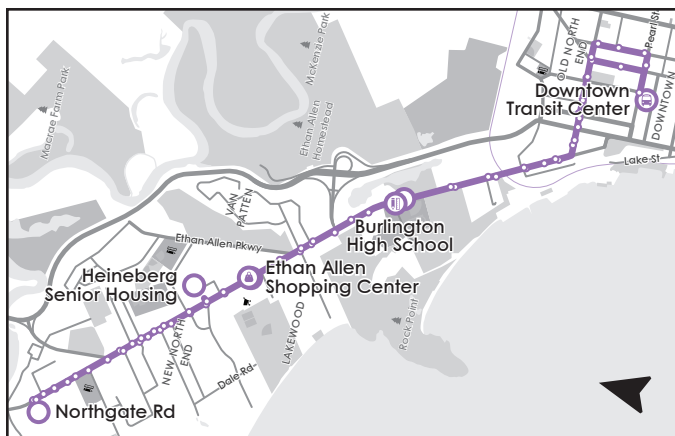 Macrae Farm Park
McKenzie Park
Ethan Allen
Homestead
OLD NORTH
END
Pearl St
DOWNTOWN
Downtown
Transit Center
Lake St
VAN
PATTEN
Burlington
High School
Ethan Allen Pkwy
Heineberg
Senior Housing
Ethan Allen
Shopping Center
Rock Point
LAKEWOOD
NEW NORTH
END
Dale Rd
Northgate Rd